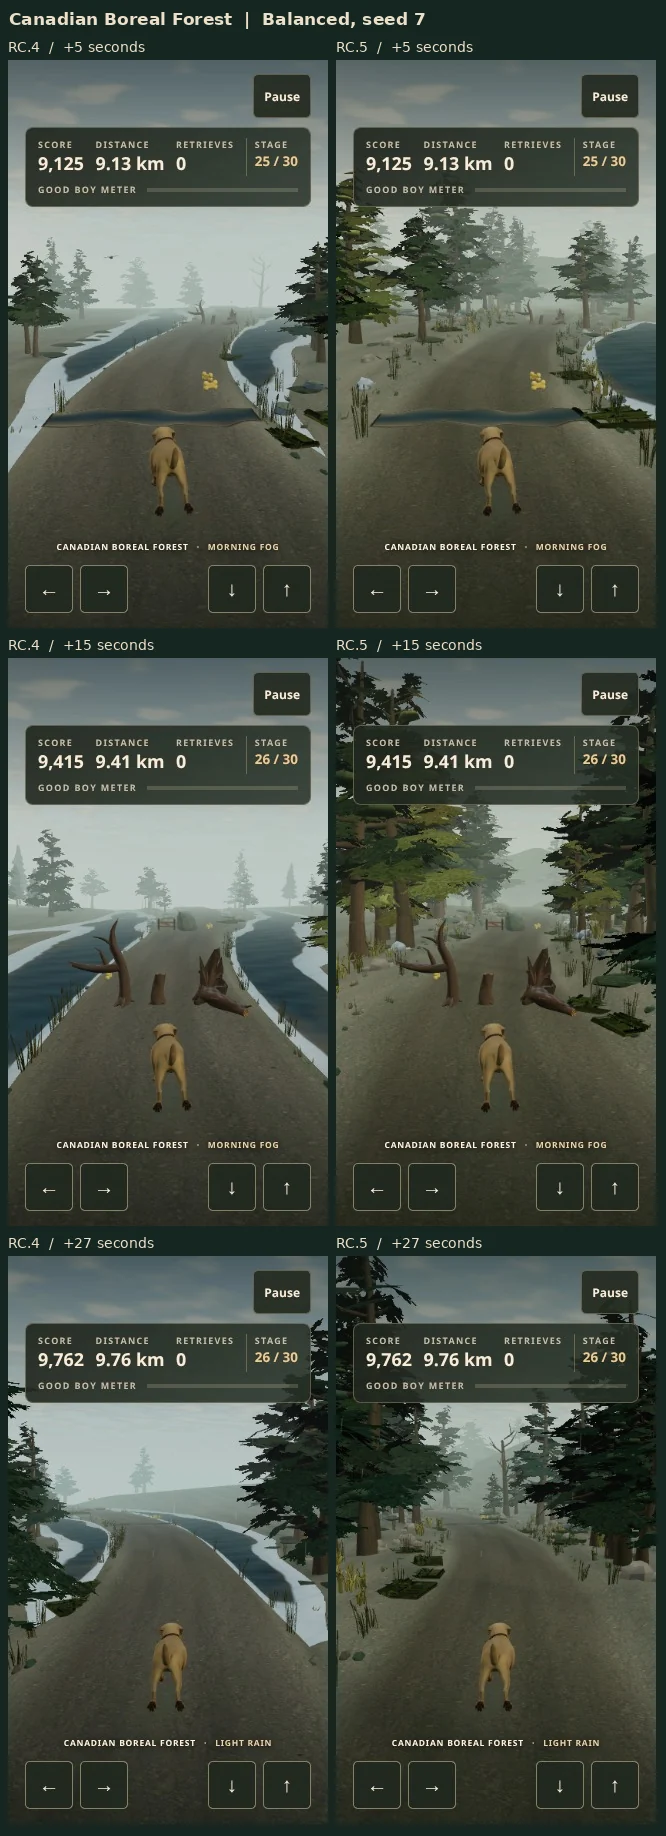 Canadian Boreal Forest | Balanced, seed 7
RC.4 / +5 seconds
Pause
SCORE DISTANCE RETRIEVES STAGE
9,125 9.13 km 0 25 / 30
GOOD BOY METER
CANADIAN BOREAL FOREST · MORNING FOG
← → ↓ ↑
RC.5 / +5 seconds
Pause
SCORE DISTANCE RETRIEVES STAGE
9,125 9.13 km 0 25 / 30
GOOD BOY METER
CANADIAN BOREAL FOREST · MORNING FOG
← → ↓ ↑
RC.4 / +15 seconds
Pause
SCORE DISTANCE RETRIEVES STAGE
9,415 9.41 km 0 26 / 30
GOOD BOY METER
CANADIAN BOREAL FOREST · MORNING FOG
← → ↓ ↑
RC.5 / +15 seconds
Pause
SCORE DISTANCE RETRIEVES STAGE
9,415 9.41 km 0 26 / 30
GOOD BOY METER
CANADIAN BOREAL FOREST · MORNING FOG
← → ↓ ↑
RC.4 / +27 seconds
Pause
SCORE DISTANCE RETRIEVES STAGE
9,762 9.76 km 0 26 / 30
GOOD BOY METER
CANADIAN BOREAL FOREST · LIGHT RAIN
← → ↓ ↑
RC.5 / +27 seconds
Pause
SCORE DISTANCE RETRIEVES STAGE
9,762 9.76 km 0 26 / 30
GOOD BOY METER
CANADIAN BOREAL FOREST · LIGHT RAIN
← → ↓ ↑